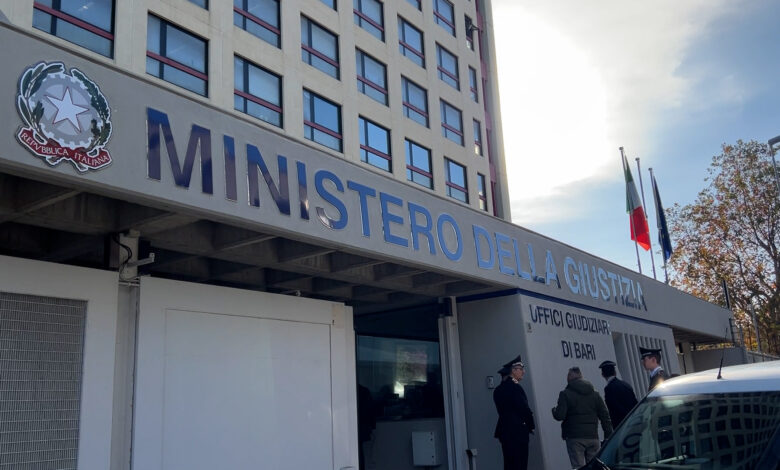 REPVBBLICA ITALIANA
MINISTERO DELLA GIUSTIZIA
UFFICI GIUDIZIARI
DI BARI